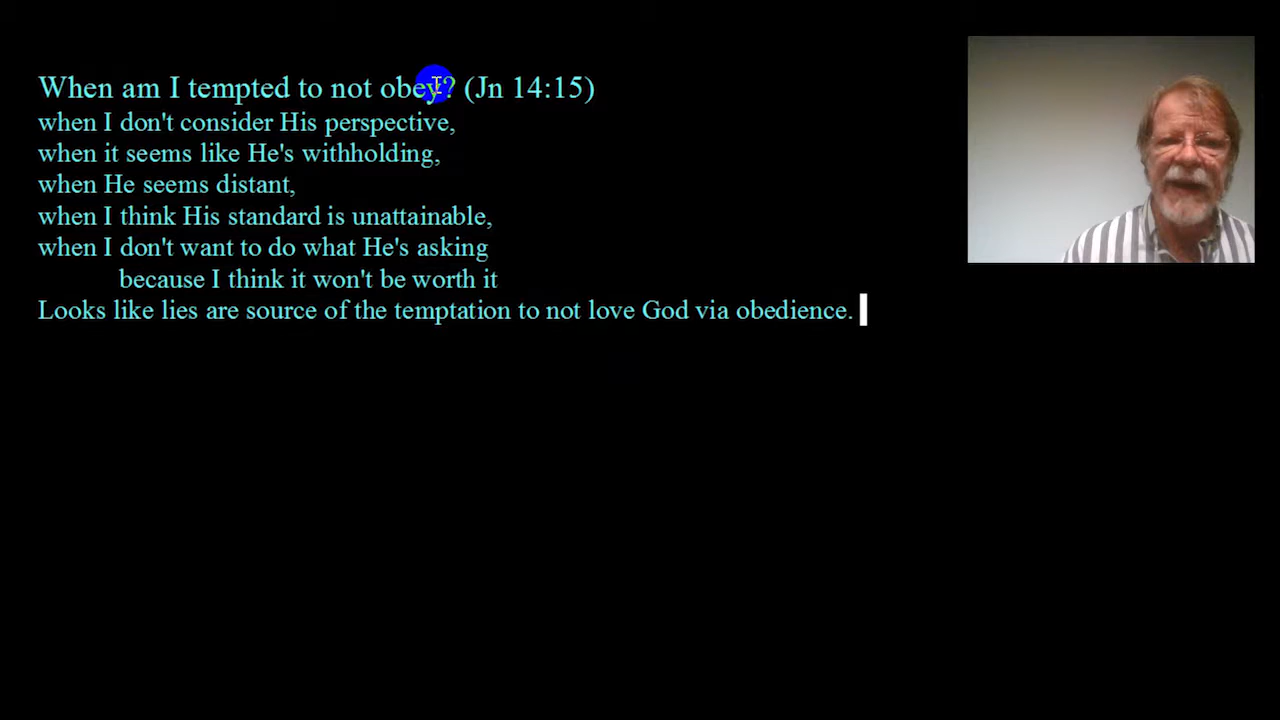 When am I tempted to not obey? (Jn 14:15)
when I don't consider His perspective,
when it seems like He's withholding,
when He seems distant,
when I think His standard is unattainable,
when I don't want to do what He's asking
because I think it won't be worth it
Looks like lies are source of the temptation to not love God via obedience.